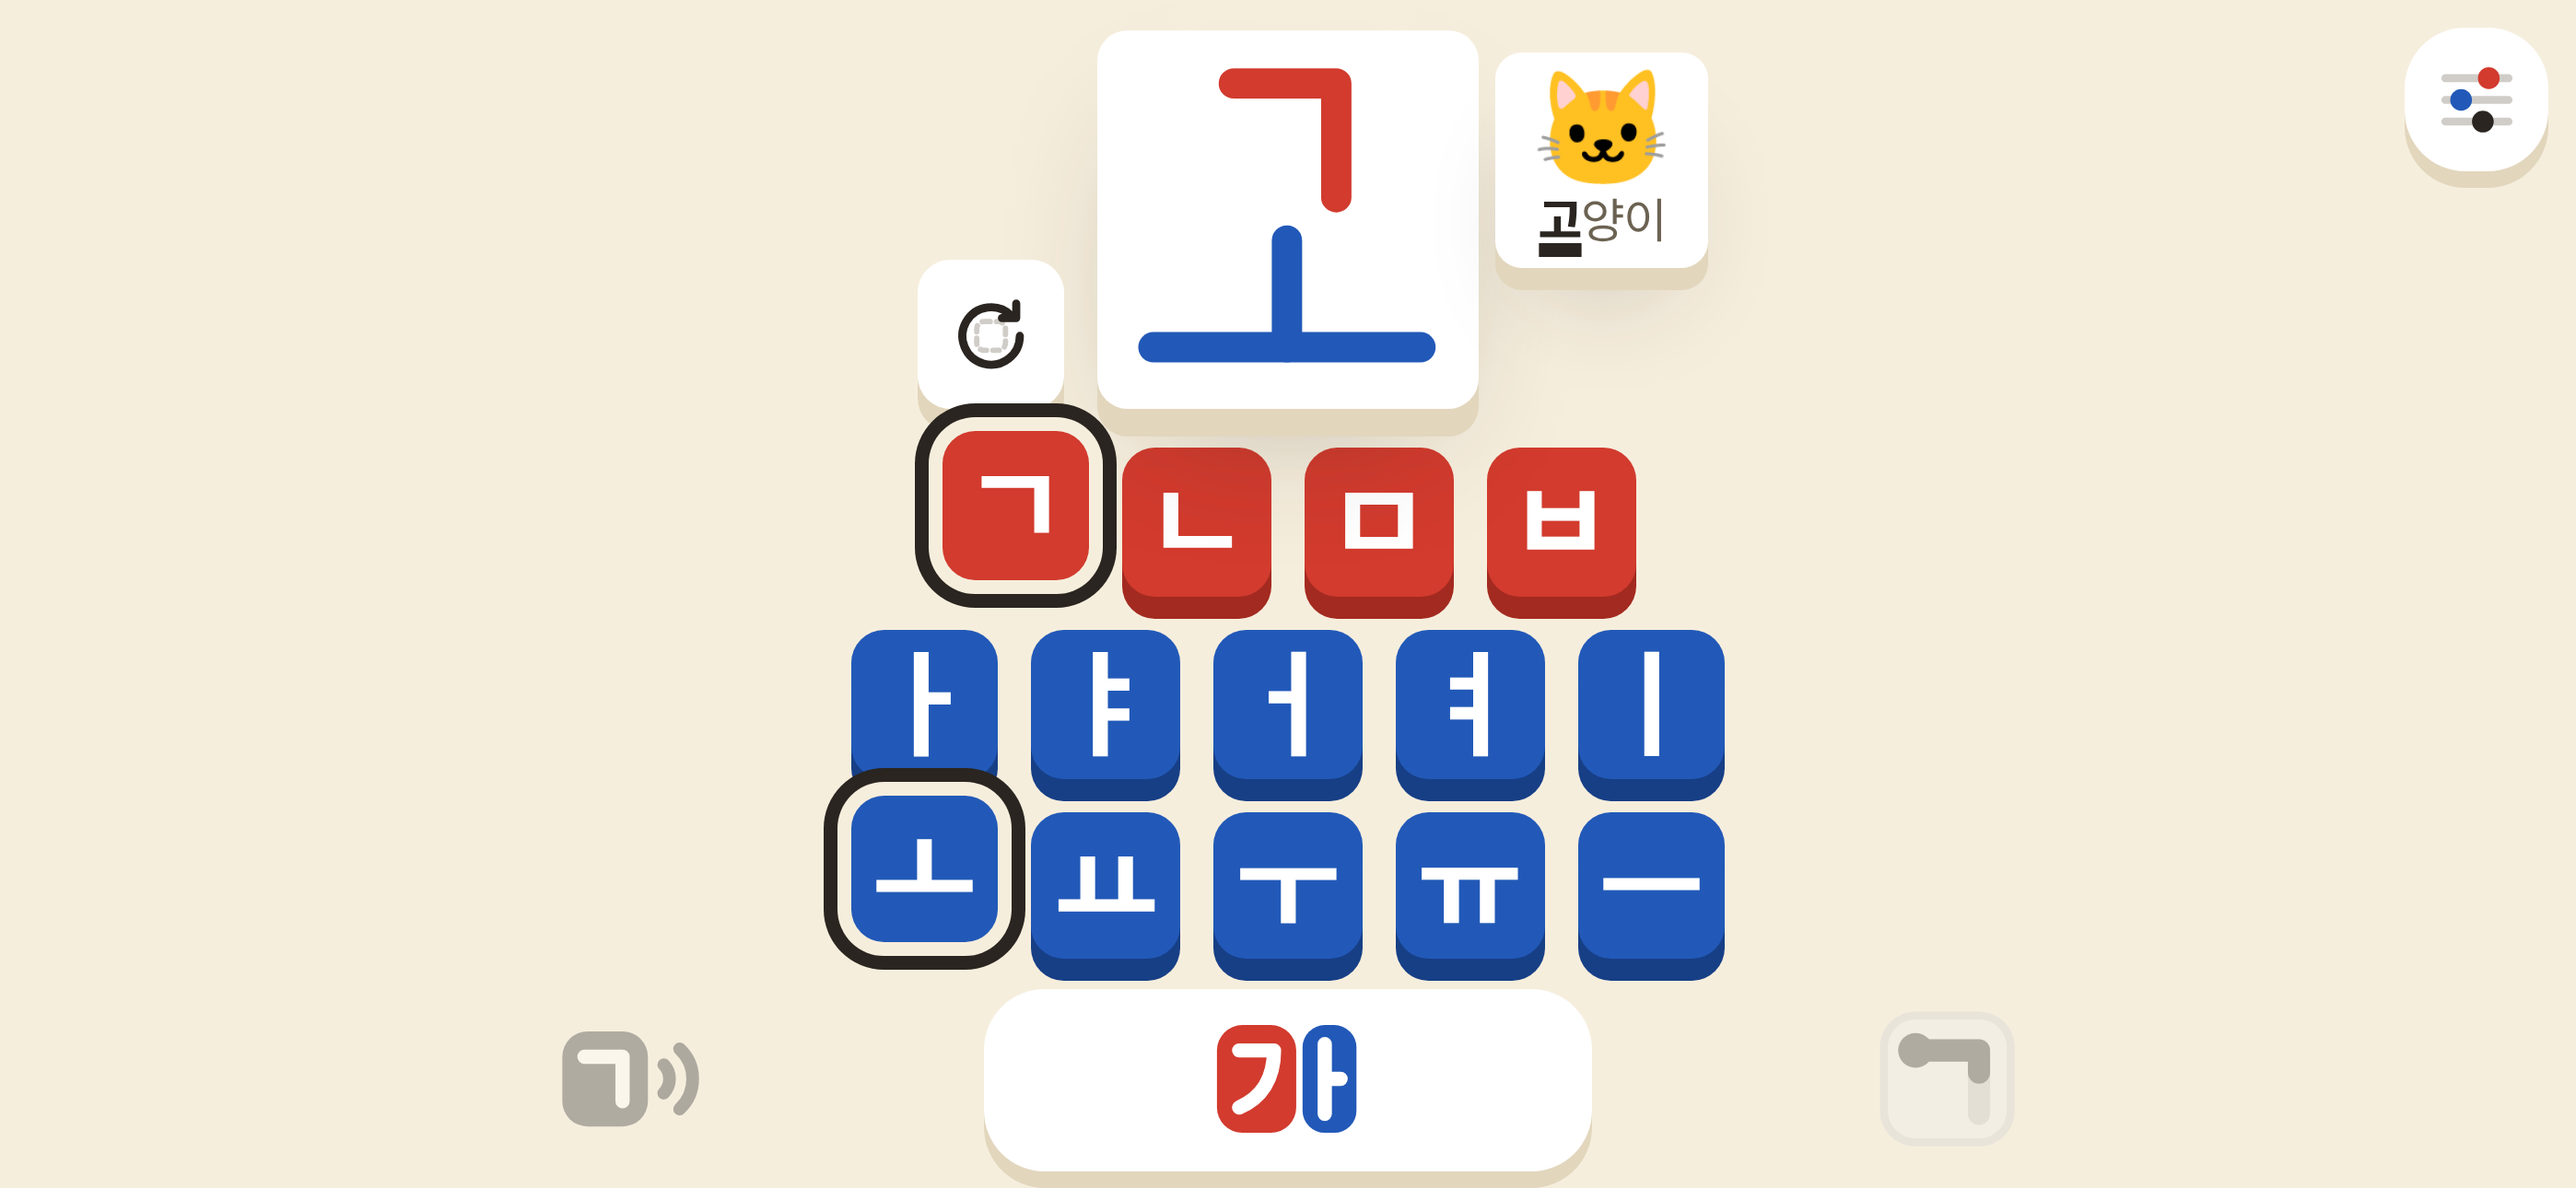 고
고양이
ㄱ ㄴ ㅁ ㅂ
ㅏ ㅑ ㅓ ㅕ ㅣ
ㅗ ㅛ ㅜ ㅠ ㅡ
ㄱ 가 ㄱ